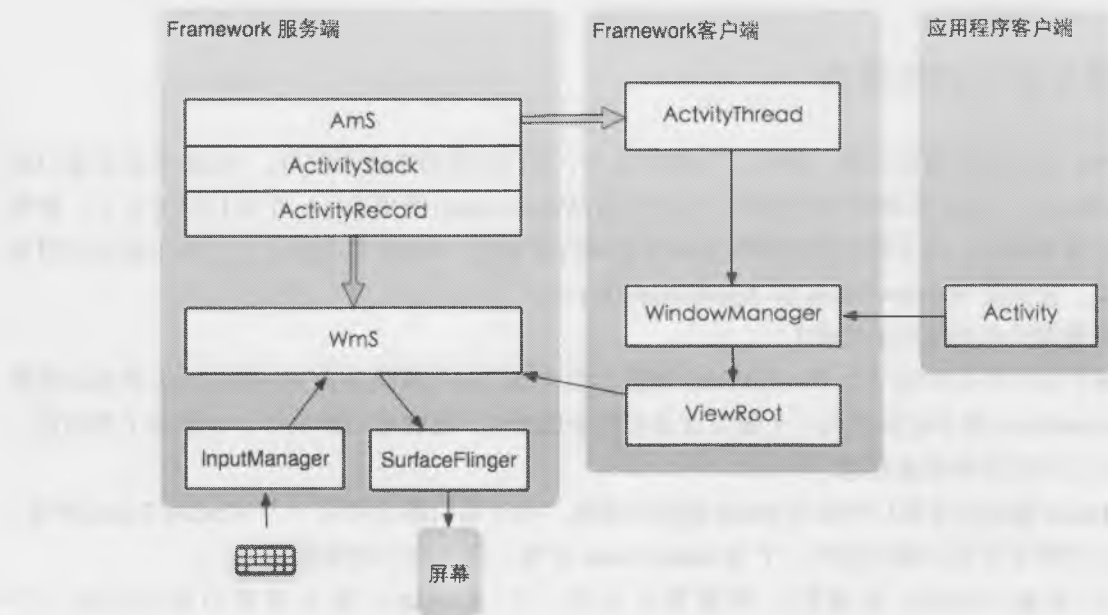 Framework 服务端
AmS
ActivityStack
ActivityRecord
WmS
InputManager
SurfaceFlinger
屏幕
Framework客户端
ActvityThread
WindowManager
ViewRoot
应用程序客户端
Activity